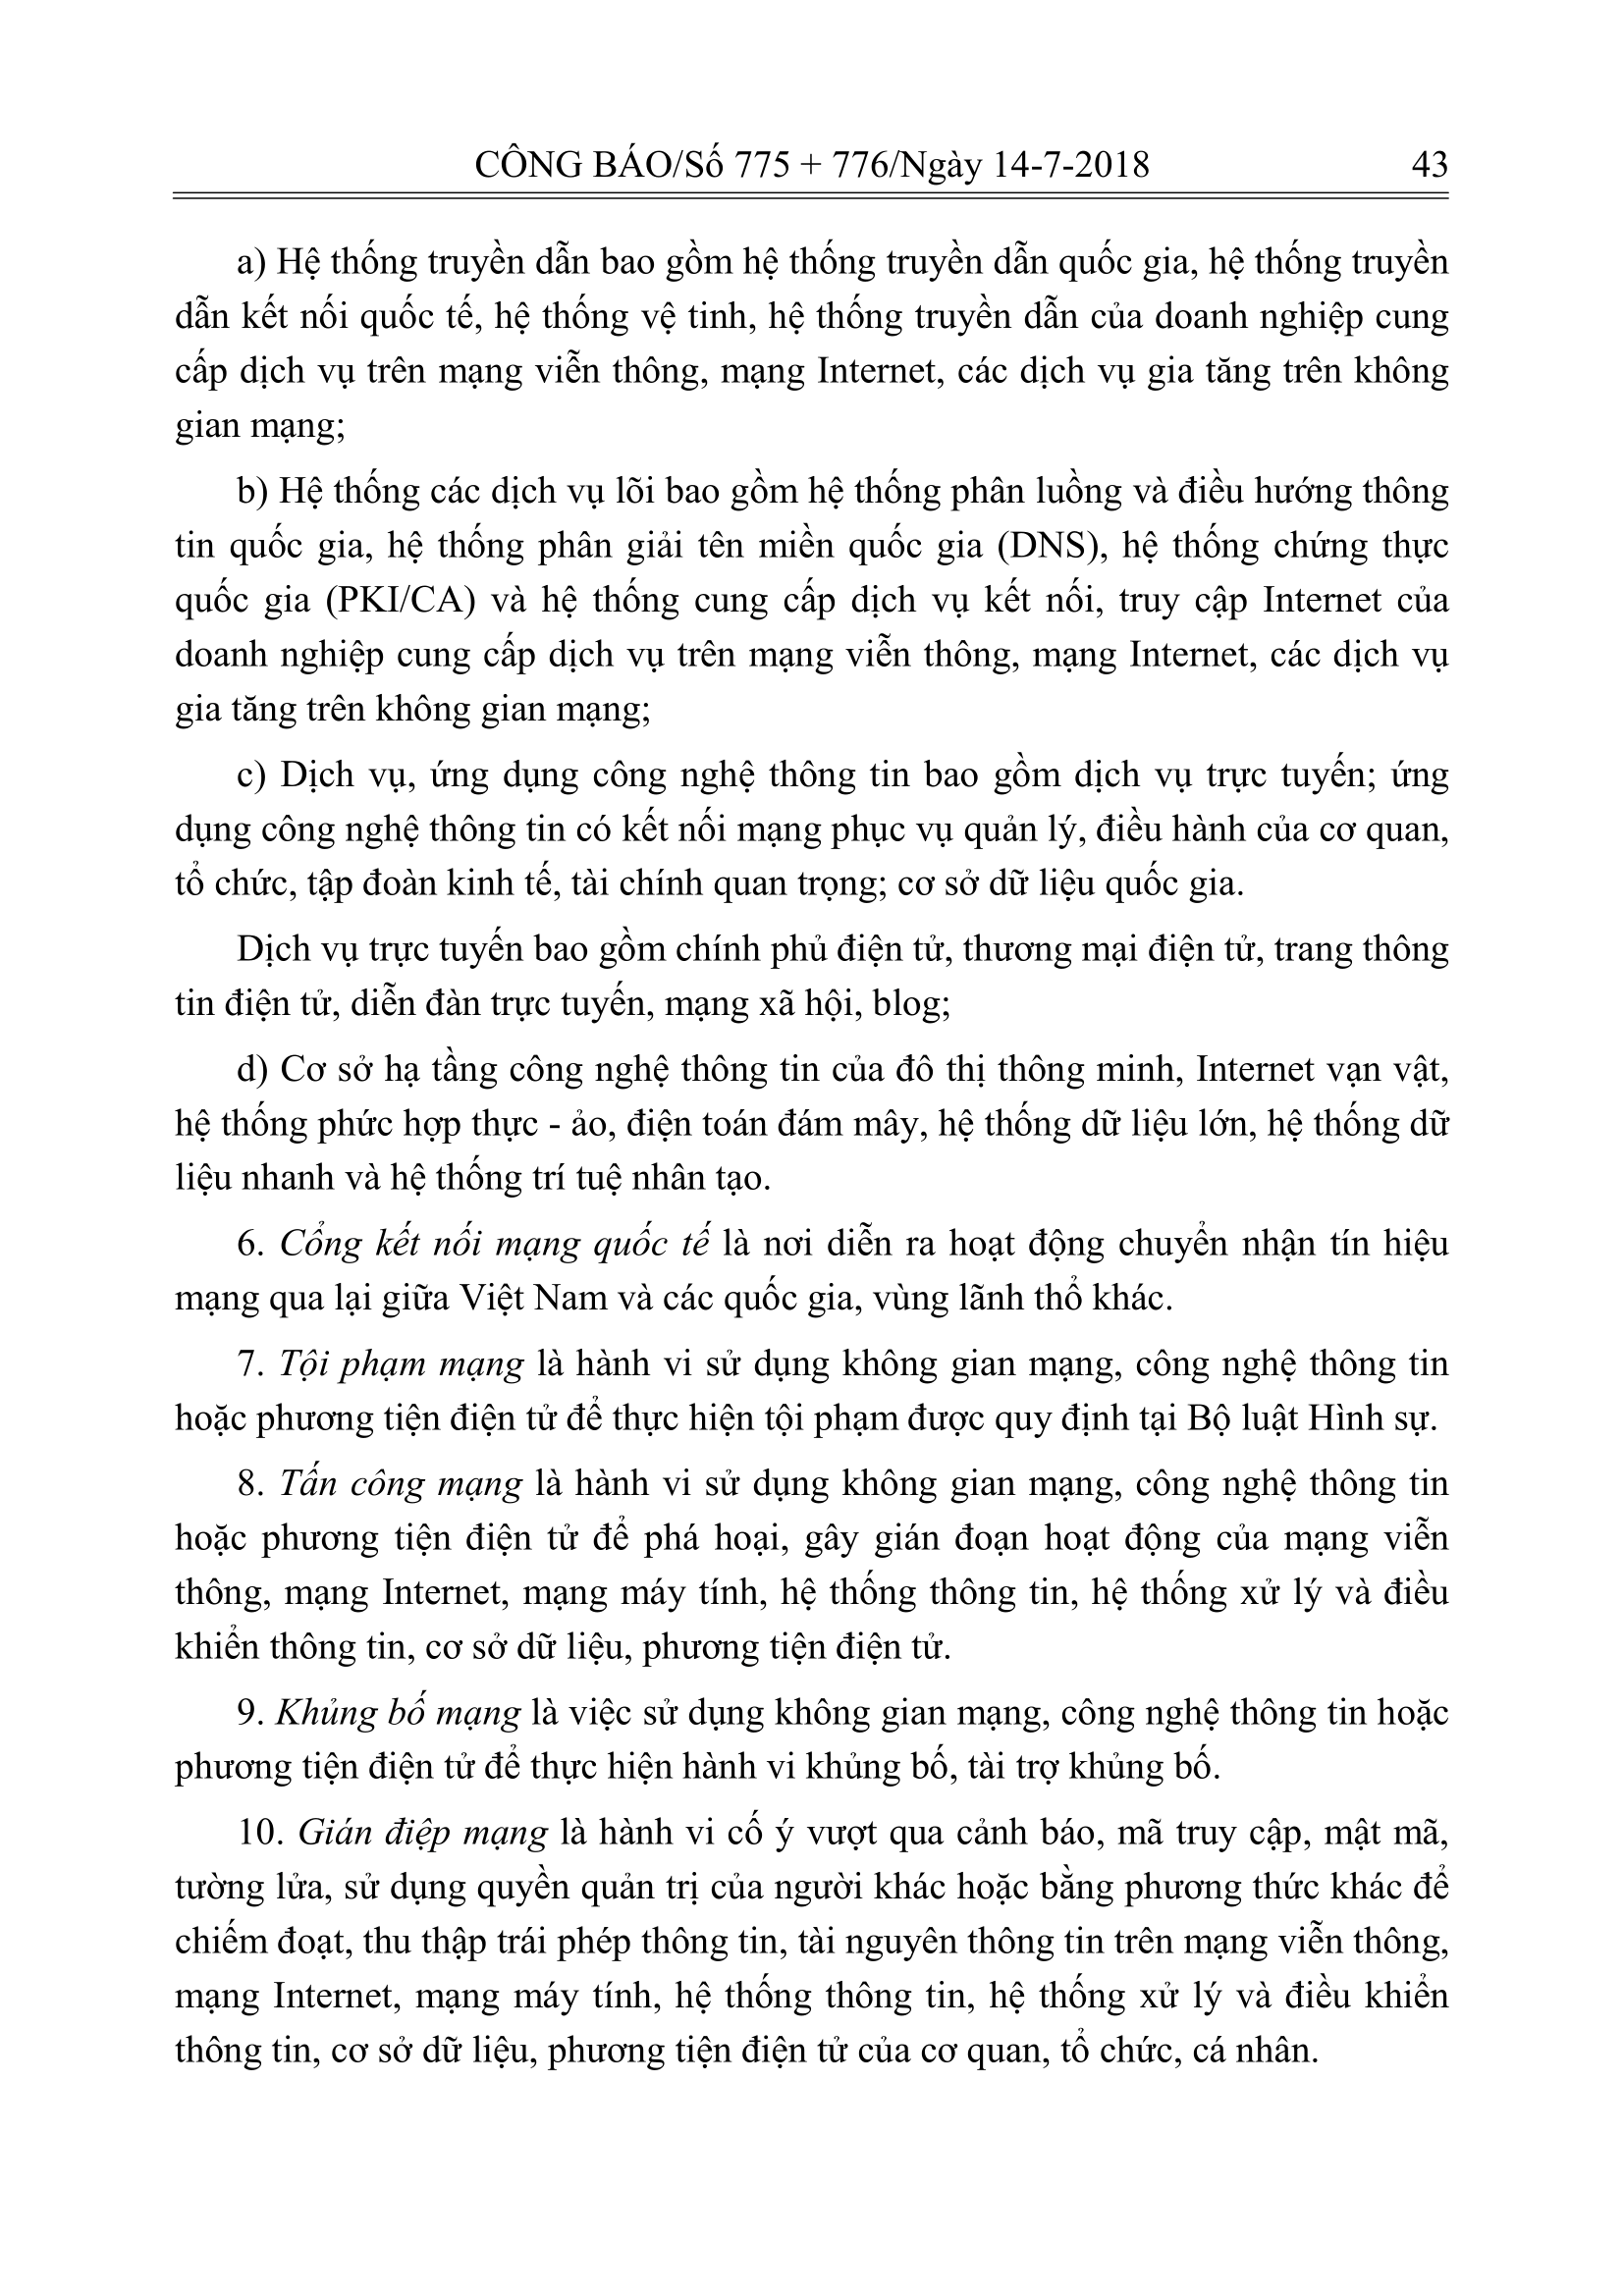 CÔNG BÁO/Số 775 + 776/Ngày 14-7-2018 43
a) Hệ thống truyền dẫn bao gồm hệ thống truyền dẫn quốc gia, hệ thống truyền
dẫn kết nối quốc tế, hệ thống vệ tinh, hệ thống truyền dẫn của doanh nghiệp cung
cấp dịch vụ trên mạng viễn thông, mạng Internet, các dịch vụ gia tăng trên không
gian mạng;
b) Hệ thống các dịch vụ lõi bao gồm hệ thống phân luồng và điều hướng thông
tin quốc gia, hệ thống phân giải tên miền quốc gia (DNS), hệ thống chứng thực
quốc gia (PKI/CA) và hệ thống cung cấp dịch vụ kết nối, truy cập Internet của
doanh nghiệp cung cấp dịch vụ trên mạng viễn thông, mạng Internet, các dịch vụ
gia tăng trên không gian mạng;
c) Dịch vụ, ứng dụng công nghệ thông tin bao gồm dịch vụ trực tuyến; ứng
dụng công nghệ thông tin có kết nối mạng phục vụ quản lý, điều hành của cơ quan,
tổ chức, tập đoàn kinh tế, tài chính quan trọng; cơ sở dữ liệu quốc gia.
Dịch vụ trực tuyến bao gồm chính phủ điện tử, thương mại điện tử, trang thông
tin điện tử, diễn đàn trực tuyến, mạng xã hội, blog;
d) Cơ sở hạ tầng công nghệ thông tin của đô thị thông minh, Internet vạn vật,
hệ thống phức hợp thực - ảo, điện toán đám mây, hệ thống dữ liệu lớn, hệ thống dữ
liệu nhanh và hệ thống trí tuệ nhân tạo.
6. Cổng kết nối mạng quốc tế là nơi diễn ra hoạt động chuyển nhận tín hiệu
mạng qua lại giữa Việt Nam và các quốc gia, vùng lãnh thổ khác.
7. Tội phạm mạng là hành vi sử dụng không gian mạng, công nghệ thông tin
hoặc phương tiện điện tử để thực hiện tội phạm được quy định tại Bộ luật Hình sự.
8. Tấn công mạng là hành vi sử dụng không gian mạng, công nghệ thông tin
hoặc phương tiện điện tử để phá hoại, gây gián đoạn hoạt động của mạng viễn
thông, mạng Internet, mạng máy tính, hệ thống thông tin, hệ thống xử lý và điều
khiển thông tin, cơ sở dữ liệu, phương tiện điện tử.
9. Khủng bố mạng là việc sử dụng không gian mạng, công nghệ thông tin hoặc
phương tiện điện tử để thực hiện hành vi khủng bố, tài trợ khủng bố.
10. Gián điệp mạng là hành vi cố ý vượt qua cảnh báo, mã truy cập, mật mã,
tường lửa, sử dụng quyền quản trị của người khác hoặc bằng phương thức khác để
chiếm đoạt, thu thập trái phép thông tin, tài nguyên thông tin trên mạng viễn thông,
mạng Internet, mạng máy tính, hệ thống thông tin, hệ thống xử lý và điều khiển
thông tin, cơ sở dữ liệu, phương tiện điện tử của cơ quan, tổ chức, cá nhân.